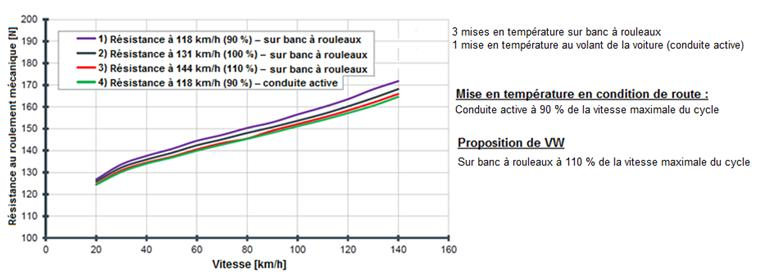 Résistance au roulement mécanique [N]
200
190
180
170
160
150
140
130
120
110
100
1) Résistance à 118 km/h (90 %) – sur banc à rouleaux
2) Résistance à 131 km/h (100 %) – sur banc à rouleaux
3) Résistance à 144 km/h (110 %) – sur banc à rouleaux
4) Résistance à 118 km/h (90 %) – conduite active
0 20 40 60 80 100 120 140 160
Vitesse [km/h]
3 mises en température sur banc à rouleaux
1 mise en température au volant de la voiture (conduite active)
Mise en température en condition de route :
Conduite active à 90 % de la vitesse maximale du cycle
Proposition de VW
Sur banc à rouleaux à 110 % de la vitesse maximale du cycle